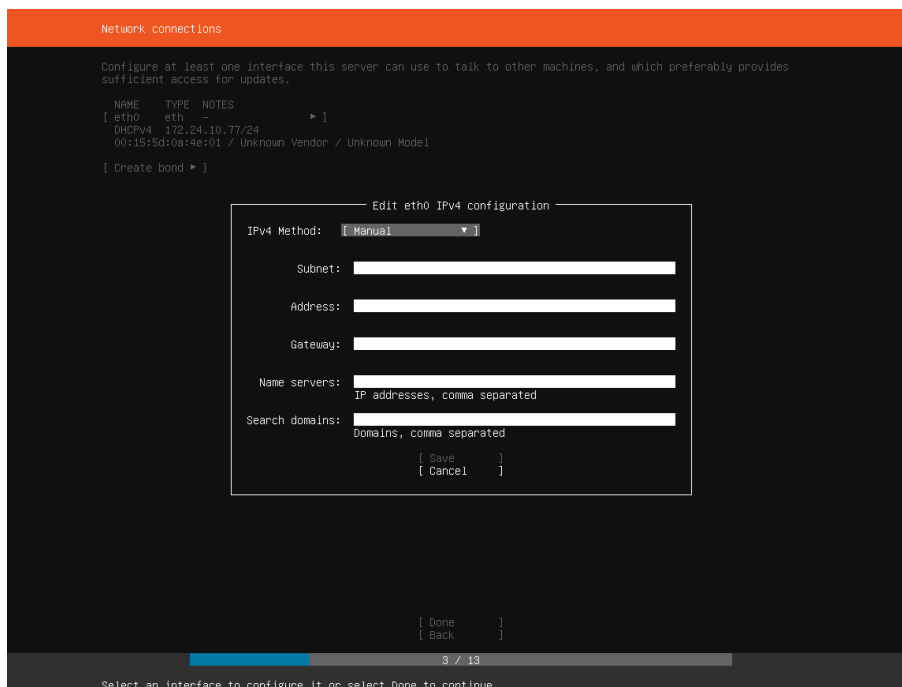 Network connections
Configure at least one interface this server can use to talk to other machines, and which preferably provides
sufficient access for updates.
NAME TYPE NOTES
[ eth0 eth - ▸ ]
DHCPv4 172.24.10.77/24
00:15:5d:0a:4e:01 / Unknown Vendor / Unknown Model
[ Create bond ▸ ]
Edit eth0 IPv4 configuration
IPv4 Method: [ Manual ▾ ]
Subnet:
Address:
Gateway:
Name servers:
IP addresses, comma separated
Search domains:
Domains, comma separated
[ Save ]
[ Cancel ]
[ Done ]
[ Back ]
3 / 13
Select an interface to configure it or select Done to continue